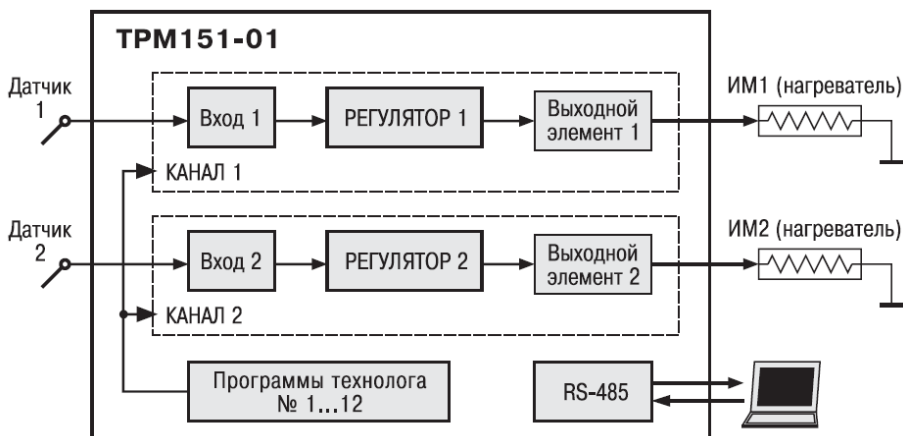 ТРМ151-01
Датчик
1
Вход 1
РЕГУЛЯТОР 1
Выходной
элемент 1
ИМ1 (нагреватель)
КАНАЛ 1
Датчик
2
Вход 2
РЕГУЛЯТОР 2
Выходной
элемент 2
ИМ2 (нагреватель)
КАНАЛ 2
Программы технолога
№ 1...12
RS-485